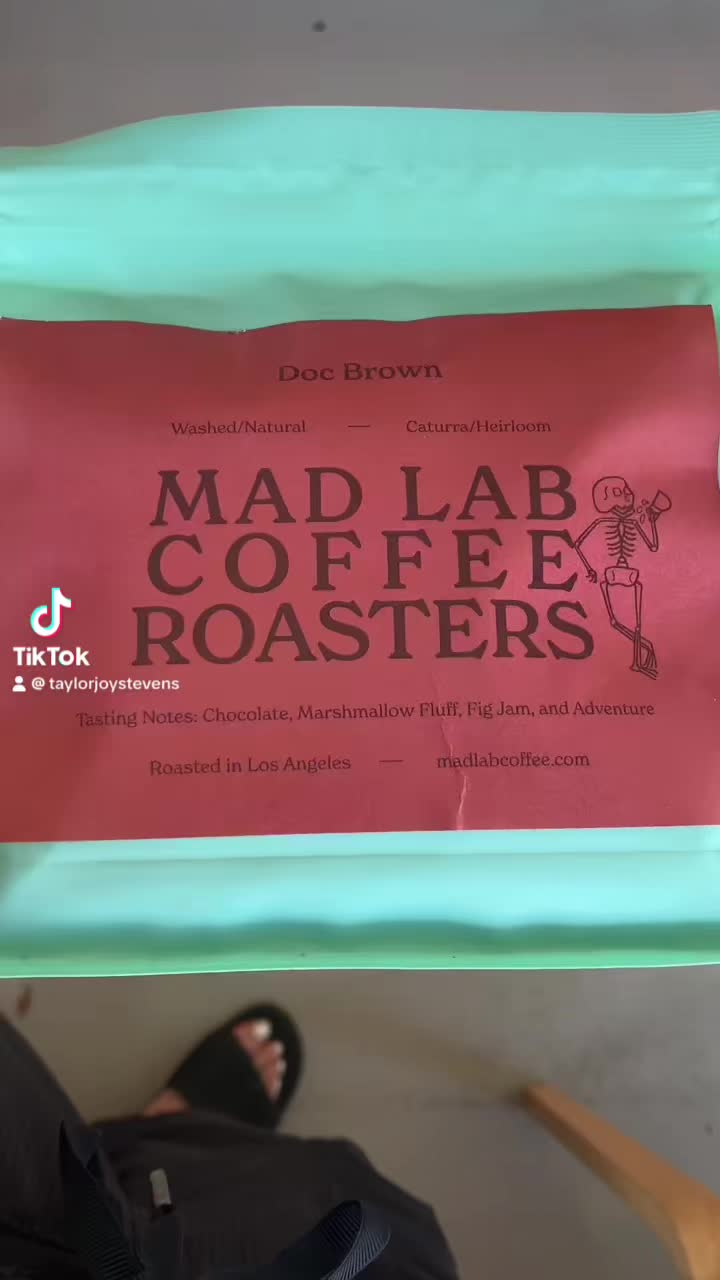 Doc Brown
Washed/Natural — Caturra/Heirloom
MAD LAB
COFFEE
ROASTERS
TikTok
@taylorjoystevens
Tasting Notes: Chocolate, Marshmallow Fluff, Fig Jam, and Adventure
Roasted in Los Angeles — madlabcoffee.com